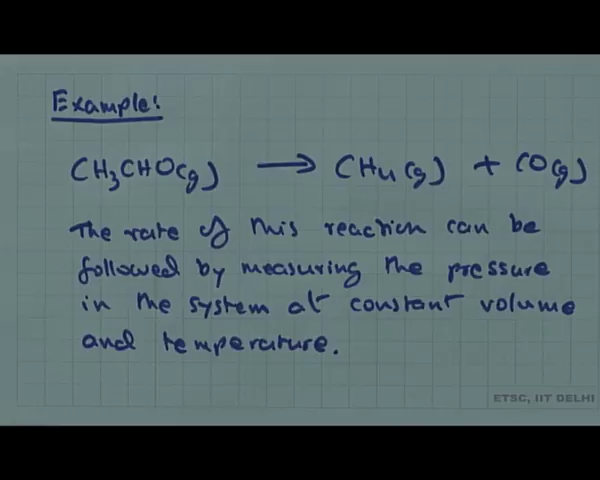 Example:
CH3CHO(g) → CH4(g) + CO(g)
The rate of this reaction can be
followed by measuring the pressure
in the system at constant volume
and temperature.
ETSC, IIT DELHI